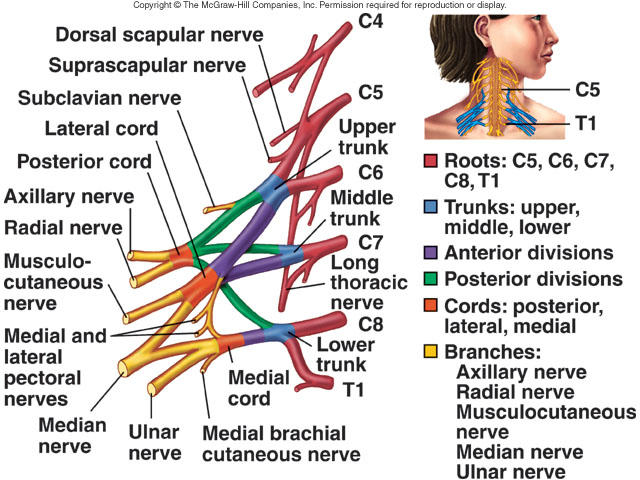 Copyright © The McGraw-Hill Companies, Inc. Permission required for reproduction or display.
Dorsal scapular nerve
Suprascapular nerve
Subclavian nerve
Lateral cord
Posterior cord
Axillary nerve
Radial nerve
Musculo-
cutaneous
nerve
Medial and
lateral
pectoral
nerves
Median
nerve
Ulnar
nerve
Medial brachial
cutaneous nerve
Medial
cord
C4
C5
Upper
trunk
C6
Middle
trunk
C7
Long
thoracic
nerve
C8
Lower
trunk
T1
C5
T1
Roots: C5, C6, C7,
C8, T1
Trunks: upper,
middle, lower
Anterior divisions
Posterior divisions
Cords: posterior,
lateral, medial
Branches:
Axillary nerve
Radial nerve
Musculocutaneous
nerve
Median nerve
Ulnar nerve